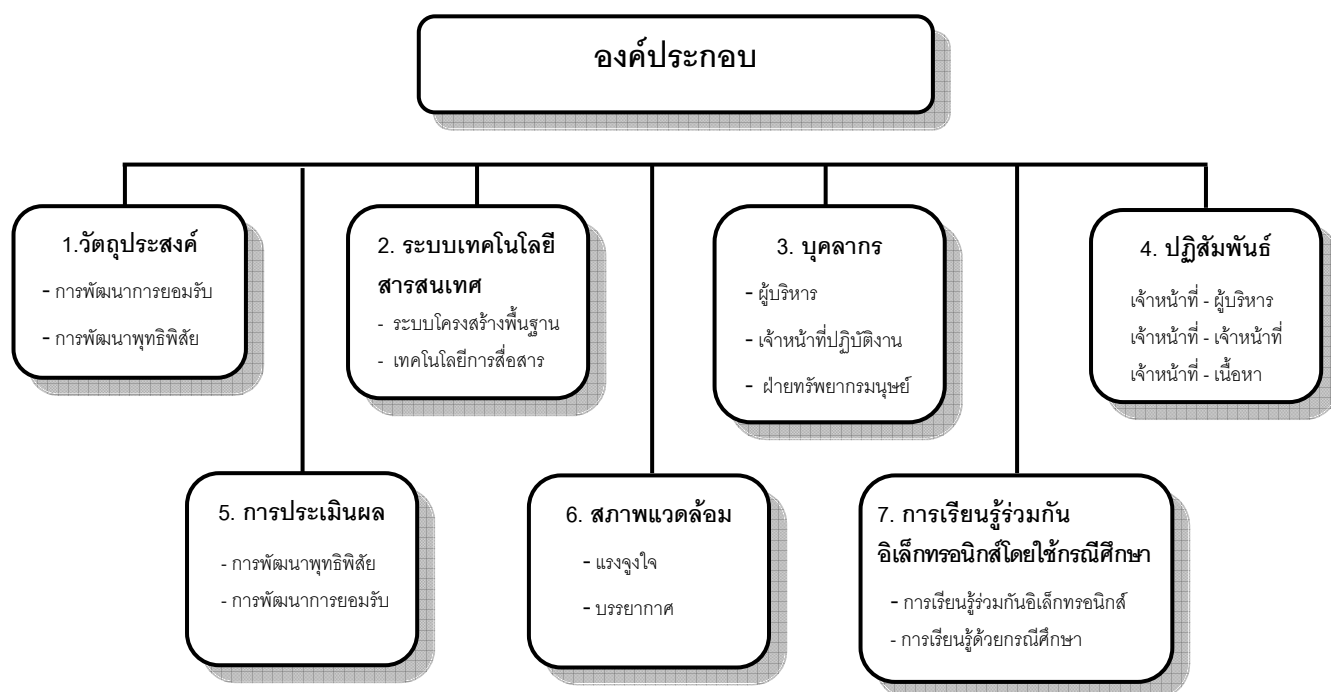 องค์ประกอบ
1.วัตถุประสงค์
- การพัฒนาการยอมรับ
- การพัฒนาพุทธิพิสัย
2. ระบบเทคโนโลยี
สารสนเทศ
- ระบบโครงสร้างพื้นฐาน
- เทคโนโลยีการสื่อสาร
3. บุคลากร
- ผู้บริหาร
- เจ้าหน้าที่ปฏิบัติงาน
- ฝ่ายทรัพยากรมนุษย์
4. ปฏิสัมพันธ์
เจ้าหน้าที่ - ผู้บริหาร
เจ้าหน้าที่ - เจ้าหน้าที่
เจ้าหน้าที่ - เนื้อหา
5. การประเมินผล
- การพัฒนาพุทธิพิสัย
- การพัฒนาการยอมรับ
6. สภาพแวดล้อม
- แรงจูงใจ
- บรรยากาศ
7. การเรียนรู้ร่วมกัน
อิเล็กทรอนิกส์โดยใช้กรณีศึกษา
- การเรียนรู้ร่วมกันอิเล็กทรอนิกส์
- การเรียนรู้ด้วยกรณีศึกษา